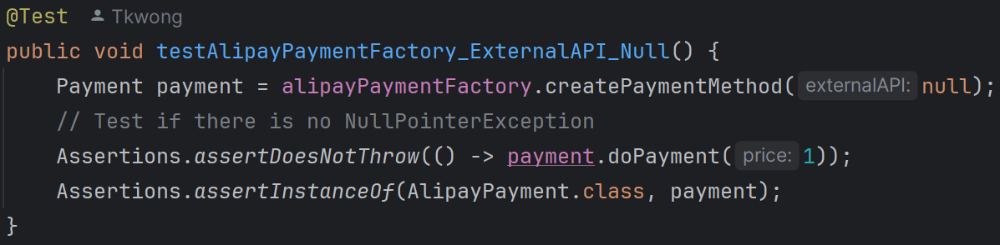 @Test Tkwong
public void testAlipayPaymentFactory_ExternalAPI_Null() {
Payment payment = alipayPaymentFactory.createPaymentMethod( externalAPI: null);
// Test if there is no NullPointerException
Assertions.assertDoesNotThrow(() -> payment.doPayment( price: 1));
Assertions.assertInstanceOf(AlipayPayment.class, payment);
}